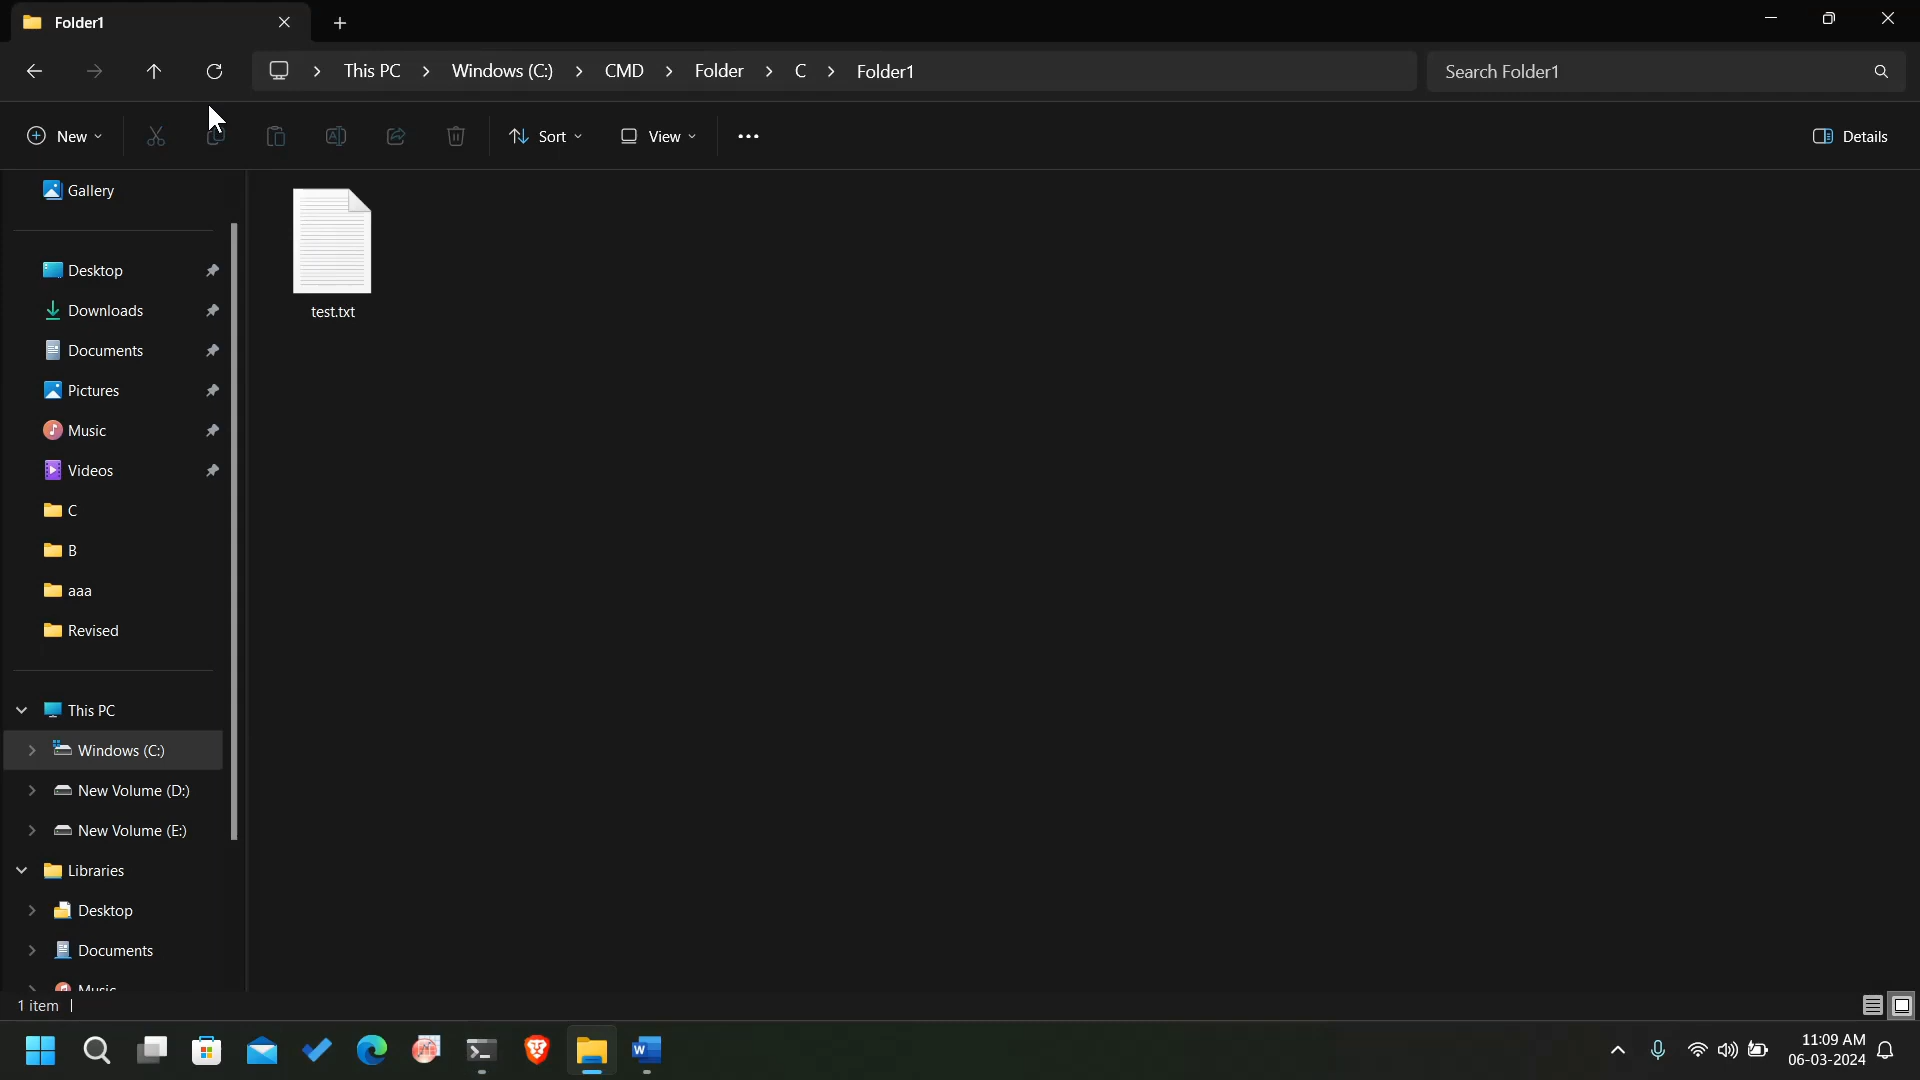 Folder1
This PC > Windows (C:) > CMD > Folder > C > Folder1
Search Folder1
New
Sort
View
Details
Gallery
Desktop
Downloads
Documents
Pictures
Music
Videos
C
B
aaa
Revised
This PC
Windows (C:)
New Volume (D:)
New Volume (E:)
Libraries
Desktop
Documents
Music
test.txt
1 item
11:09 AM
06-03-2024